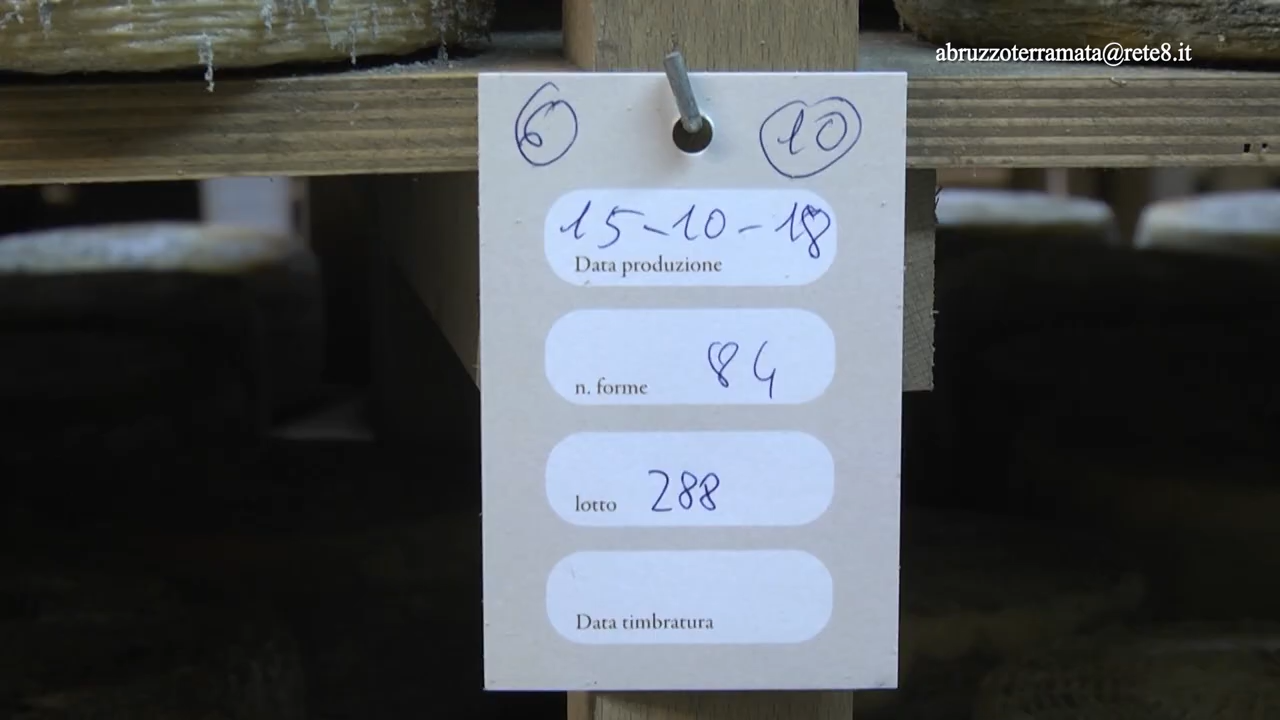 abruzzoterramata@rete8.it
6 10
15-10-18
Data produzione
n. forme 84
lotto 288
Data timbratura